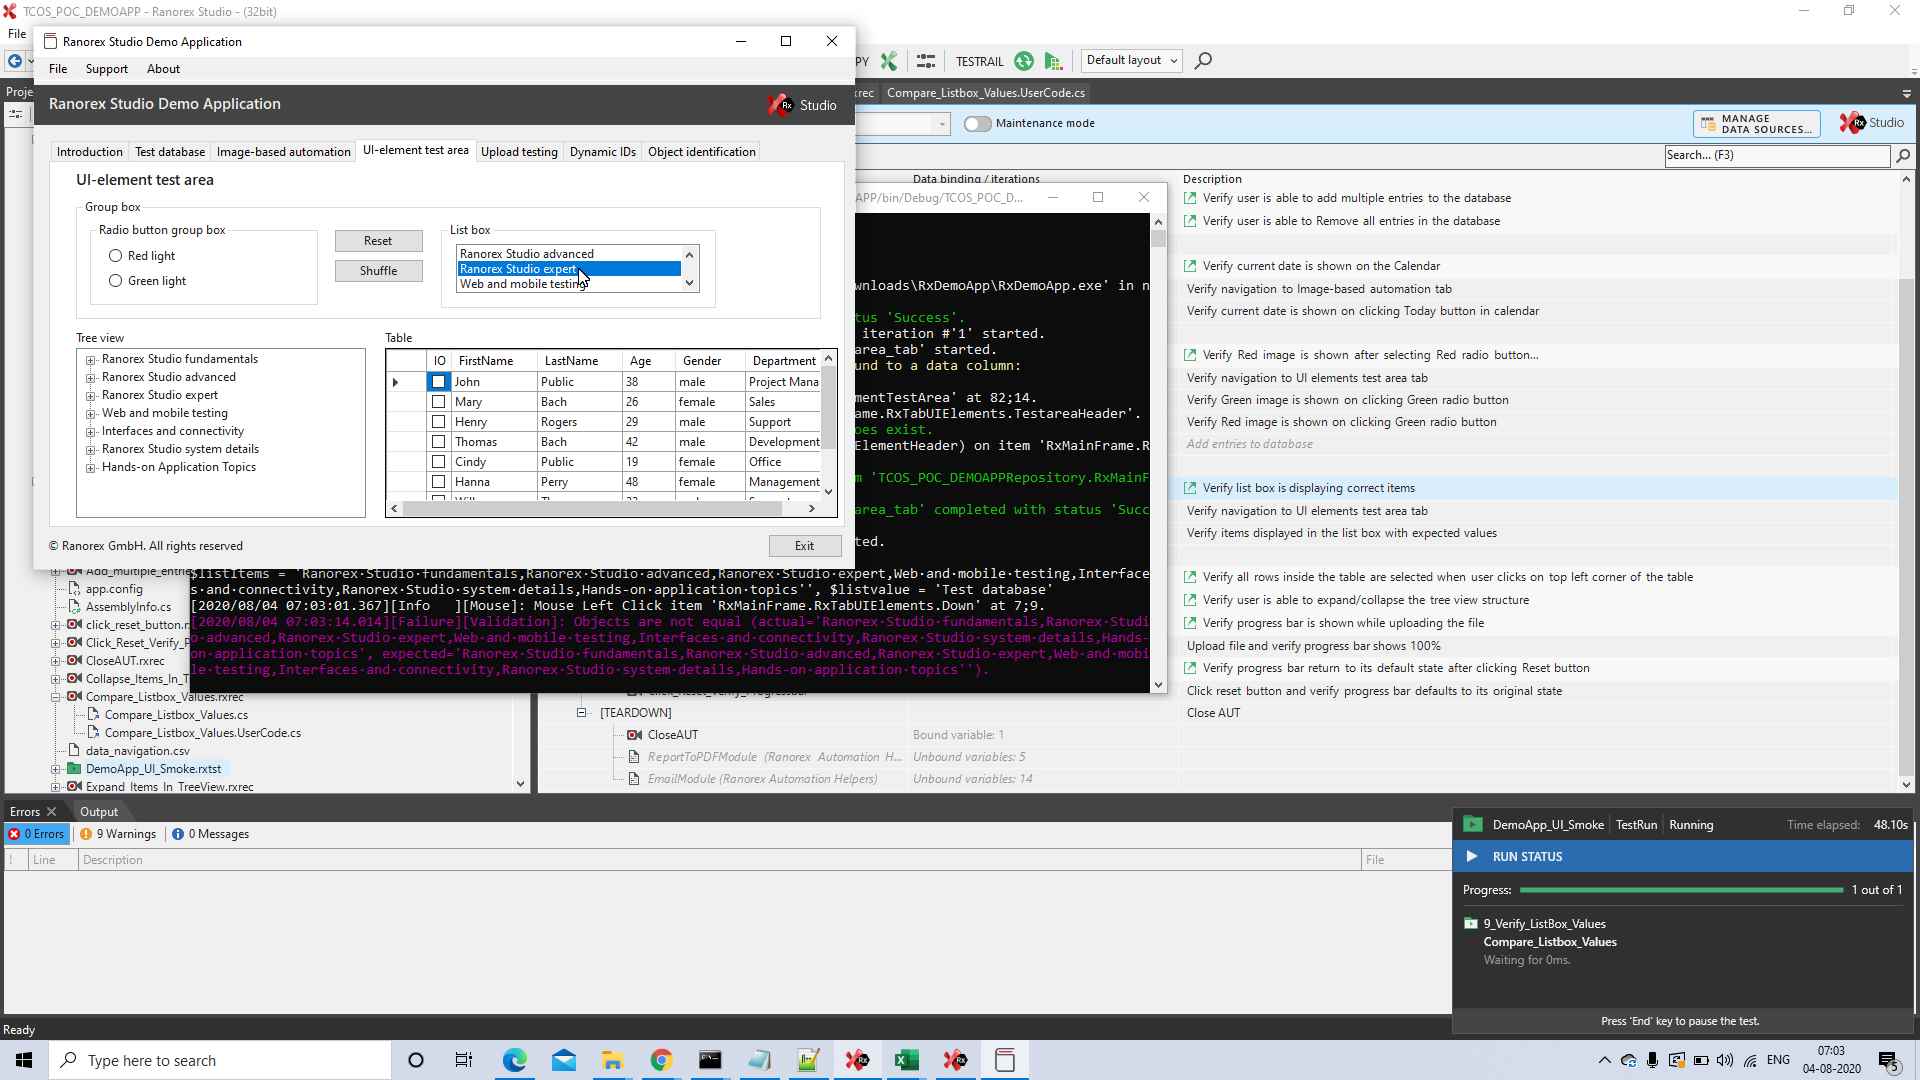 TCOS_POC_DEMOAPP - Ranorex Studio - (32bit)
File
Ranorex Studio Demo Application
File Support About
Ranorex Studio Demo Application
Rx Studio
Introduction Test database Image-based automation UI-element test area Upload testing Dynamic IDs Object identification
UI-element test area
Group box
Radio button group box
Red light
Green light
Reset
Shuffle
List box
Ranorex Studio advanced
Ranorex Studio expert
Web and mobile testing
Tree view
Ranorex Studio fundamentals
Ranorex Studio advanced
Ranorex Studio expert
Web and mobile testing
Interfaces and connectivity
Ranorex Studio system details
Hands-on Application Topics
Table
IO FirstName LastName Age Gender Department
John Public 38 male Project Mana
Mary Bach 26 female Sales
Henry Rogers 29 male Support
Thomas Bach 42 male Development
Cindy Public 19 female Office
Hanna Perry 48 female Management
© Ranorex GmbH. All rights reserved
Exit
PY TESTRAIL Default layout
Proje
rec Compare_Listbox_Values.UserCode.cs
Maintenance mode
MANAGE
DATA SOURCES...
Rx Studio
Search... (F3)
Data binding / iterations Description
Verify user is able to add multiple entries to the database
Verify user is able to Remove all entries in the database
Verify current date is shown on the Calendar
Verify navigation to Image-based automation tab
Verify current date is shown on clicking Today button in calendar
Verify Red image is shown after selecting Red radio button...
Verify navigation to UI elements test area tab
Verify Green image is shown on clicking Green radio button
Verify Red image is shown on clicking Green radio button
Add entries to database
Verify list box is displaying correct items
Verify navigation to UI elements test area tab
Verify items displayed in the list box with expected values
Verify all rows inside the table are selected when user clicks on top left corner of the table
Verify user is able to expand/collapse the tree view structure
Verify progress bar is shown while uploading the file
Upload file and verify progress bar shows 100%
Verify progress bar return to its default state after clicking Reset button
Click reset button and verify progress bar defaults to its original state
Close AUT
APP/bin/Debug/TCOS_POC_D...
wnloads\RxDemoApp\RxDemoApp.exe' in n
tus 'Success'.
iteration #'1' started.
area_tab' started.
und to a data column:
mentTestArea' at 82;14.
ame.RxTabUIElements.TestareaHeader'.
oes exist.
ElementHeader) on item 'RxMainFrame.R
m 'TCOS_POC_DEMOAPPRepository.RxMainF
area_tab' completed with status 'Succ
ted.
$listItems = 'Ranorex·Studio·fundamentals,Ranorex·Studio·advanced,Ranorex·Studio·expert,Web·and·mobile·testing,Interface
s·and·connectivity,Ranorex·Studio·system·details,Hands·on·application·topics'', $listvalue = 'Test database'
[2020/08/04 07:03:01.367][Info ][Mouse]: Mouse Left Click item 'RxMainFrame.RxTabUIElements.Down' at 7;9.
[2020/08/04 07:03:14.014][Failure][Validation]: Objects are not equal (actual='Ranorex·Studio·fundamentals,Ranorex·Studi
o·advanced,Ranorex·Studio·expert,Web·and·mobile·testing,Interfaces·and·connectivity,Ranorex·Studio·system·details,Hands-
on·application·topics', expected='Ranorex·Studio·fundamentals,Ranorex·Studio·advanced,Ranorex·Studio·expert,Web·and·mobi
le·testing,Interfaces·and·connectivity,Ranorex·Studio·system·details,Hands·on·application·topics'').
Add_multiple_entrie
app.config
AssemblyInfo.cs
click_reset_button.r
Click_Reset_Verify_P
CloseAUT.rxrec
Collapse_Items_In_T
Compare_Listbox_Values.rxrec
Compare_Listbox_Values.cs
Compare_Listbox_Values.UserCode.cs
data_navigation.csv
DemoApp_UI_Smoke.rxtst
Expand_Items_In_TreeView.rxrec
Click_Reset_Verify_Progressbar
[TEARDOWN]
CloseAUT Bound variable: 1
ReportToPDFModule (Ranorex Automation H... Unbound variables: 5
EmailModule (Ranorex Automation Helpers) Unbound variables: 14
Errors Output
0 Errors 9 Warnings 0 Messages
! Line Description File
DemoApp_UI_Smoke TestRun Running Time elapsed: 48.10s
RUN STATUS
Progress: 1 out of 1
9_Verify_ListBox_Values
Compare_Listbox_Values
Waiting for 0ms.
Press 'End' key to pause the test.
Ready
Type here to search
ENG
07:03
04-08-2020
5